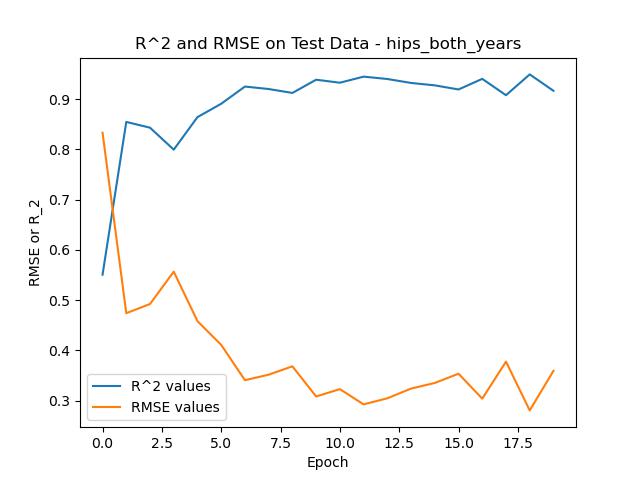 R^2 and RMSE on Test Data - hips_both_years
RMSE or R_2
0.9
0.8
0.7
0.6
0.5
0.4
0.3
R^2 values
RMSE values
0.0 2.5 5.0 7.5 10.0 12.5 15.0 17.5
Epoch